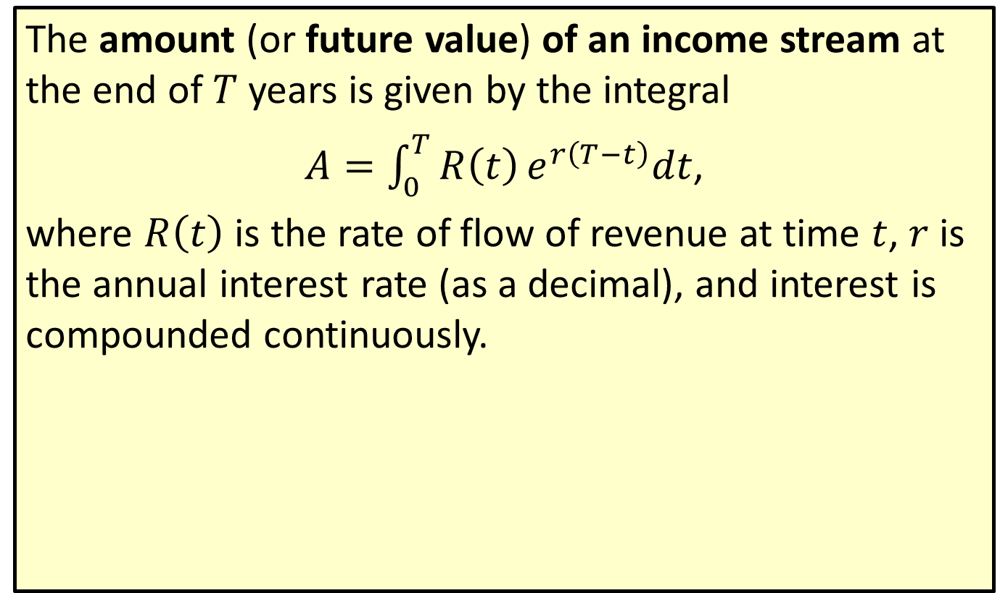 The amount (or future value) of an income stream at
the end of 𝑇 years is given by the integral
𝐴 = ∫₀ᵀ 𝑅(𝑡) 𝑒^{𝑟(𝑇−𝑡)}𝑑𝑡,
where 𝑅(𝑡) is the rate of flow of revenue at time 𝑡, 𝑟 is
the annual interest rate (as a decimal), and interest is
compounded continuously.